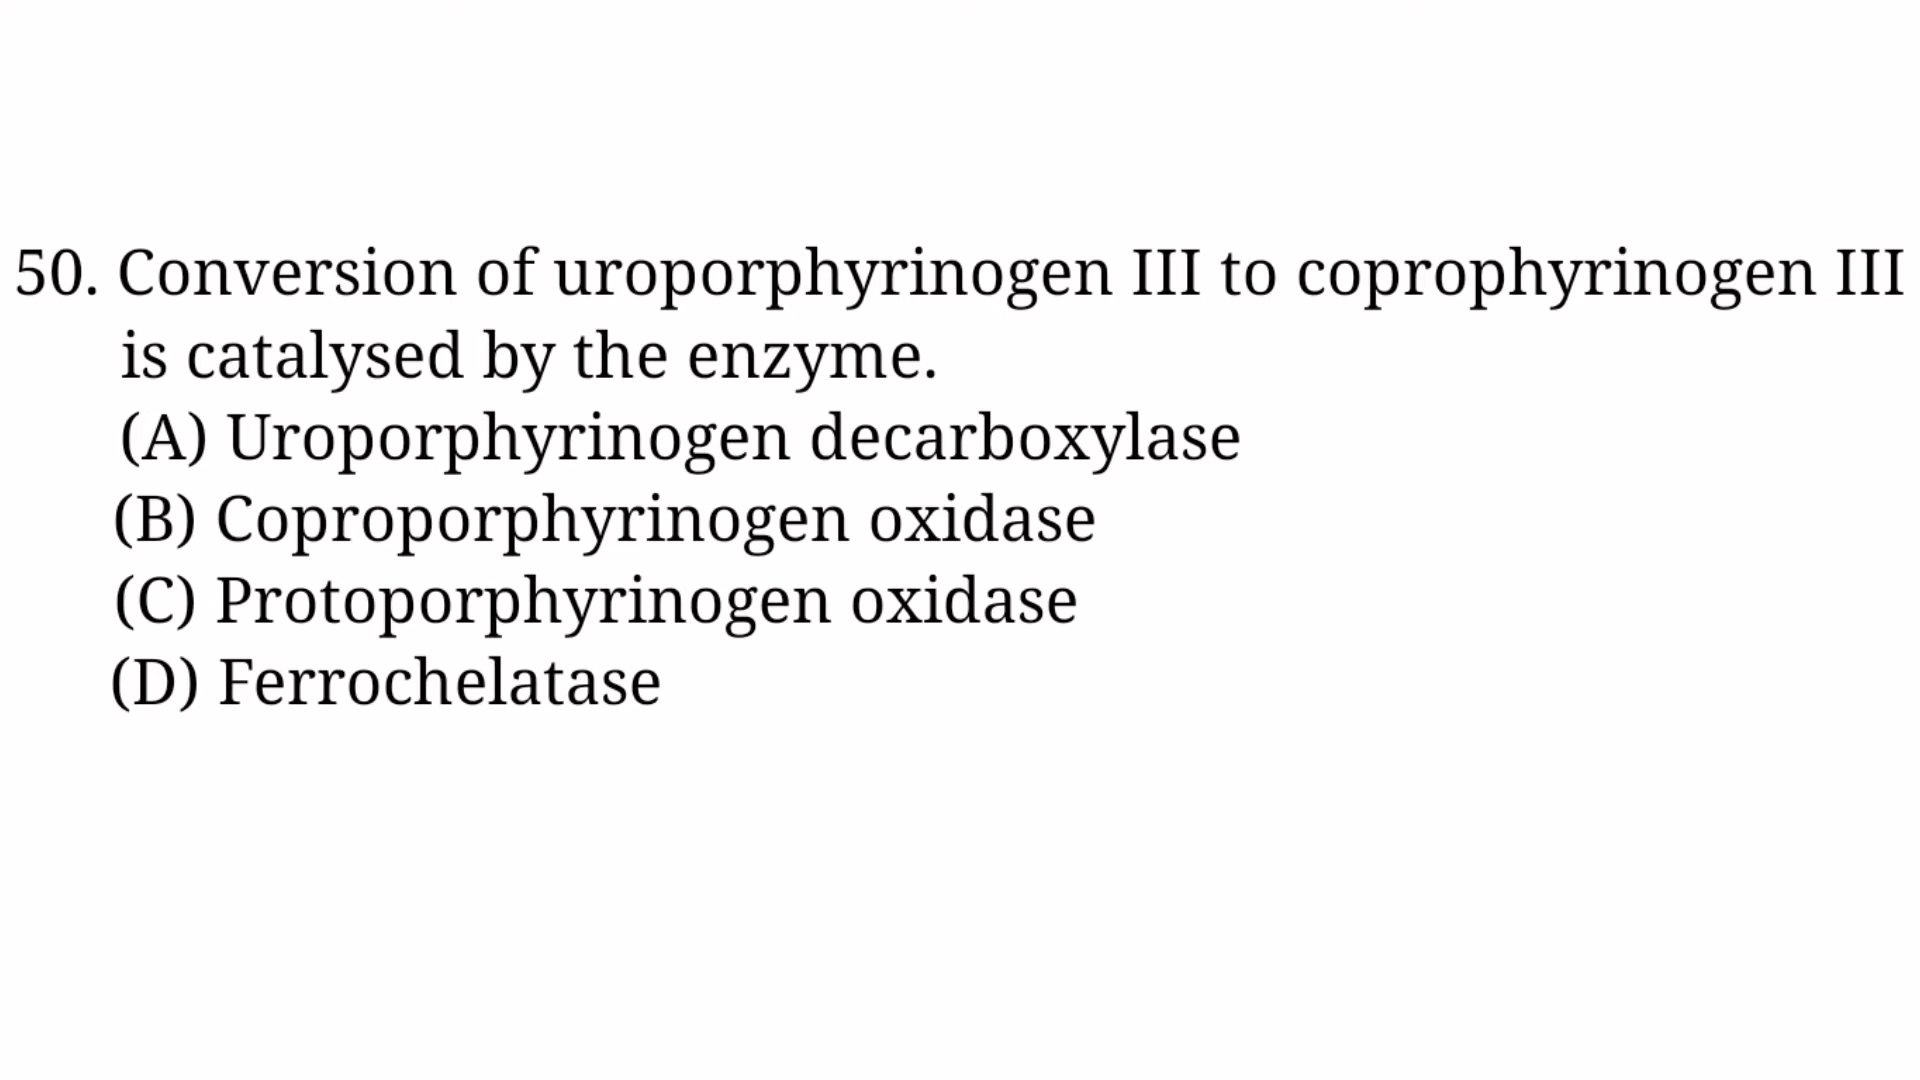 50. Conversion of uroporphyrinogen III to coprophyrinogen III
is catalysed by the enzyme.
(A) Uroporphyrinogen decarboxylase
(B) Coproporphyrinogen oxidase
(C) Protoporphyrinogen oxidase
(D) Ferrochelatase